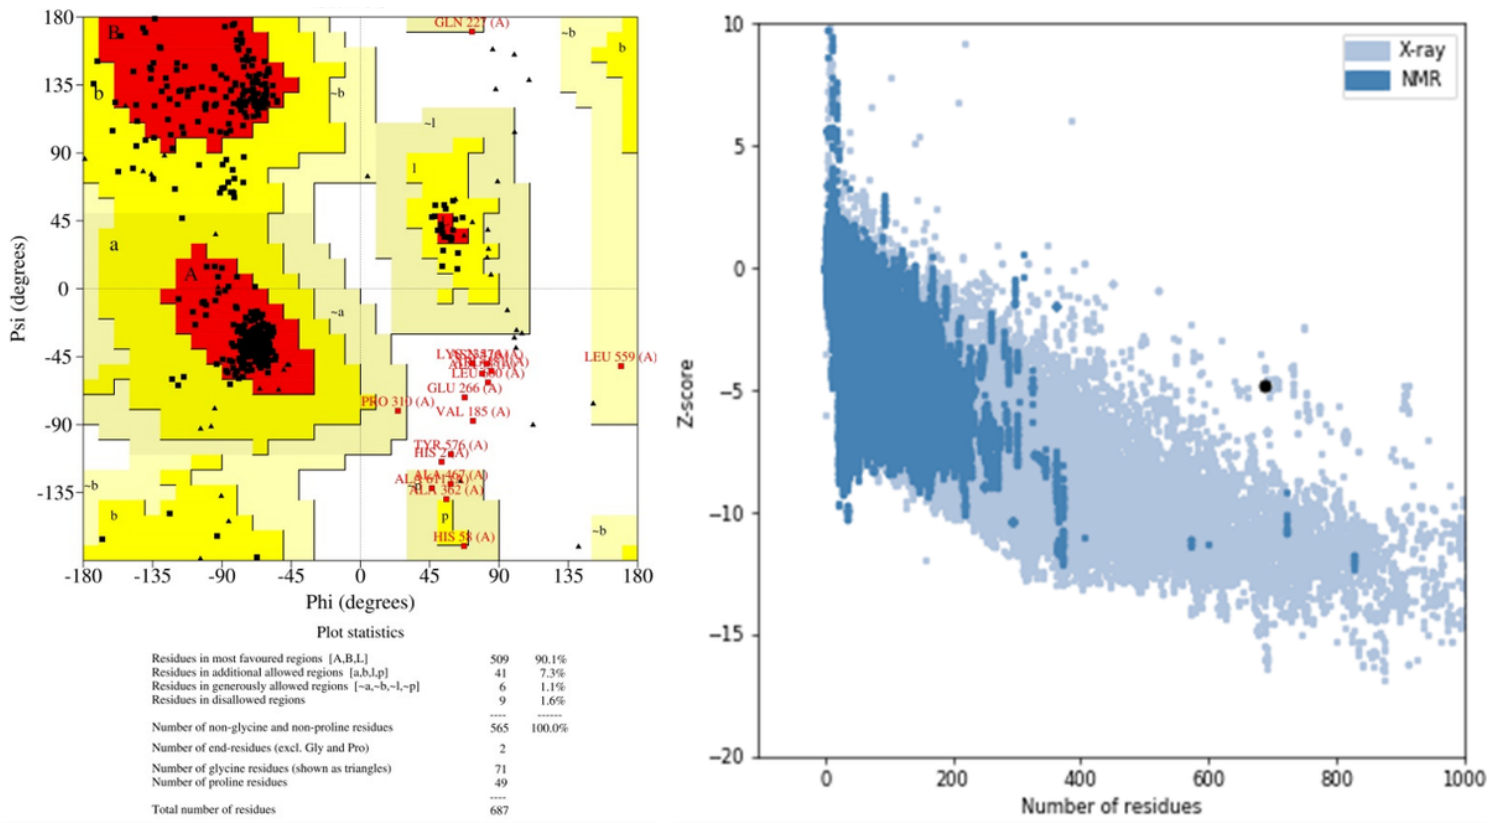 180
135
90
45
0
-45
-90
-135
Psi (degrees)
B
b
~b
a
A
~a
GLN 227 (A)
~b
b
~l
l
LEU 559 (A)
GLU 266 (A)
PRO 310 (A)
VAL 185 (A)
TYR 576 (A)
ALA 467 (A)
ALA 362 (A)
~b
b
p
~b
HIS 58 (A)
-180 -135 -90 -45 0 45 90 135 180
Phi (degrees)
Plot statistics
Residues in most favoured regions [A,B,L] 509 90.1%
Residues in additional allowed regions [a,b,l,p] 41 7.3%
Residues in generously allowed regions [~a,~b,~l,~p] 6 1.1%
Residues in disallowed regions 9 1.6%
---- ------
Number of non-glycine and non-proline residues 565 100.0%
Number of end-residues (excl. Gly and Pro) 2
Number of glycine residues (shown as triangles) 71
Number of proline residues 49
----
Total number of residues 687
10
5
0
−5
−10
−15
−20
Z-score
X-ray
NMR
0 200 400 600 800 1000
Number of residues